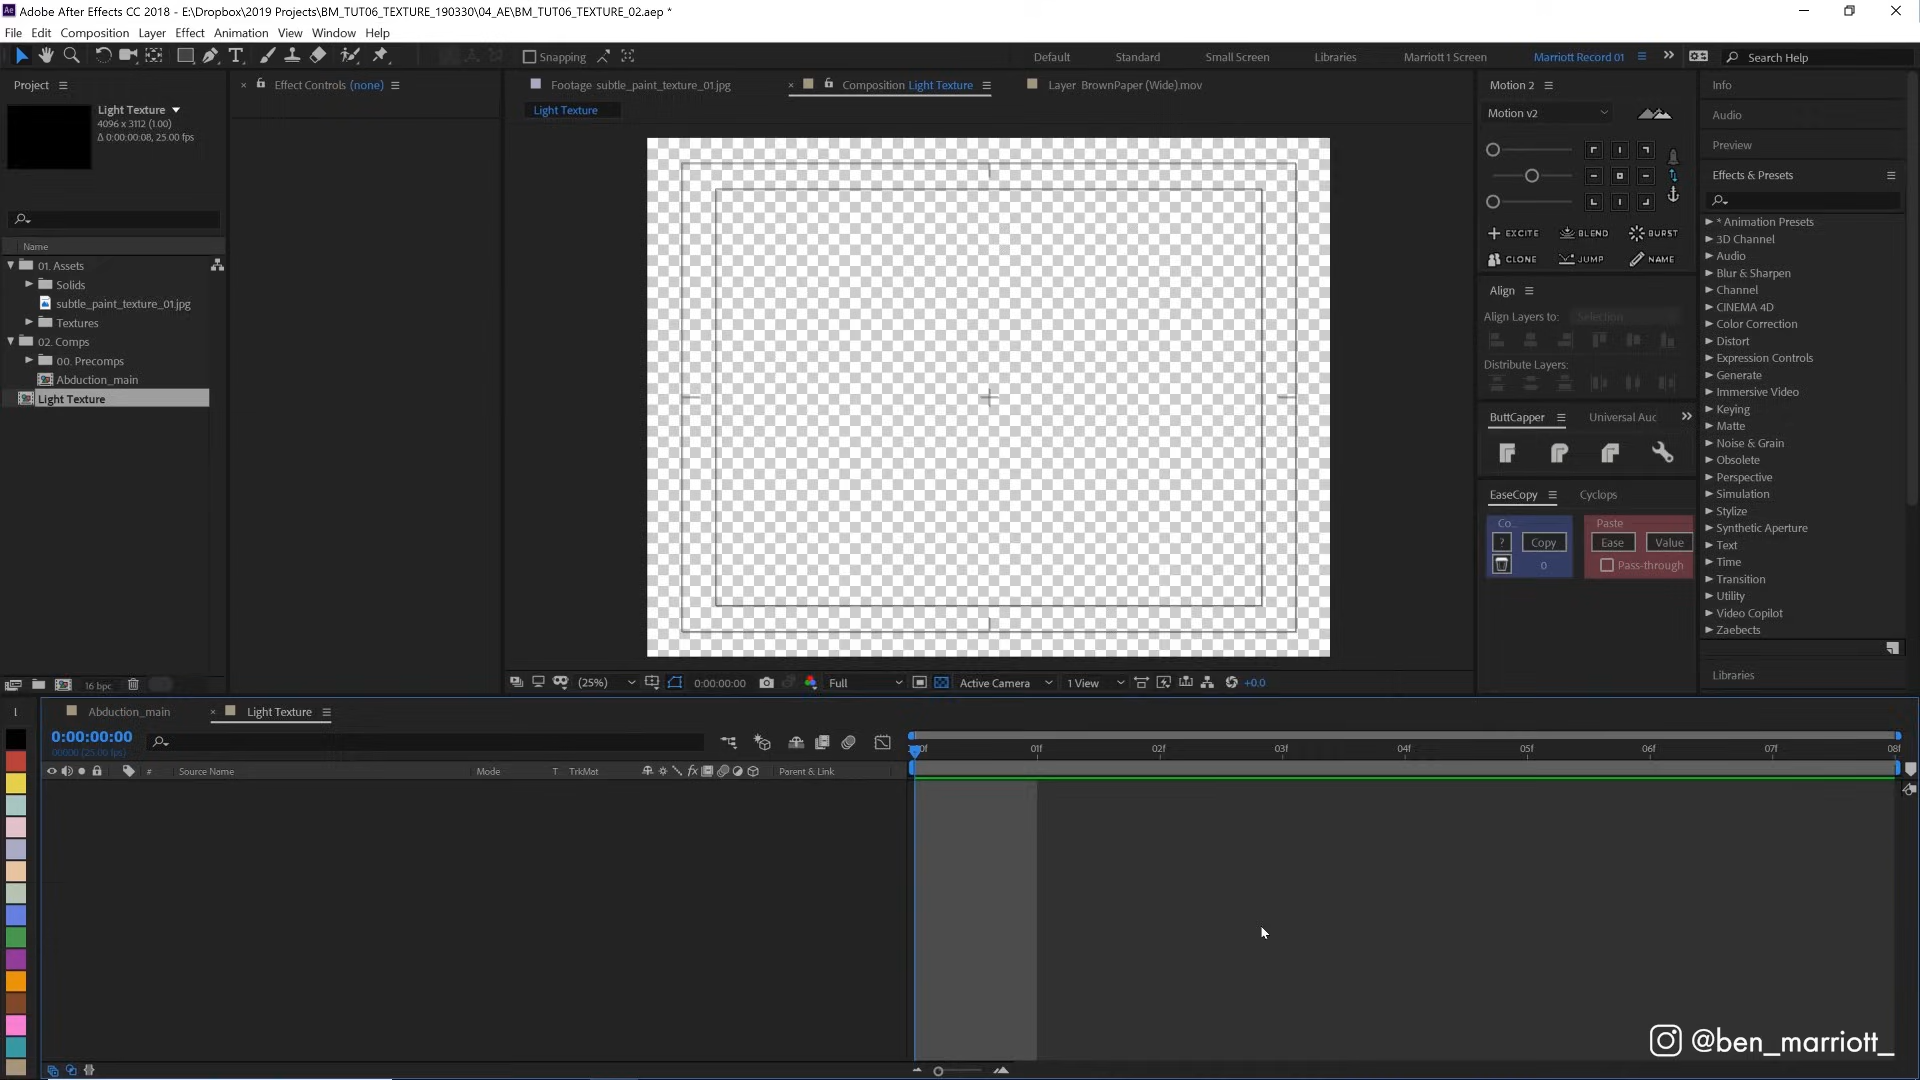 Adobe After Effects CC 2018 - E:\Dropbox\2019 Projects\BM_TUT06_TEXTURE_190330\04_AE\BM_TUT06_TEXTURE_02.aep *
File Edit Composition Layer Effect Animation View Window Help
Snapping
Default Standard Small Screen Libraries Marriott 1 Screen Marriott Record 01
Search Help
Project
Effect Controls (none)
Footage subtle_paint_texture_01.jpg
Composition Light Texture
Layer BrownPaper (Wide).mov
Light Texture
Light Texture
4096 x 3112 (1.00)
Δ 0:00:00:08, 25.00 fps
Name
01. Assets
Solids
subtle_paint_texture_01.jpg
Textures
02. Comps
00. Precomps
Abduction_main
Light Texture
16 bpc
(25%)
0:00:00:00
Full
Active Camera
1 View
+0.0
Motion 2
Motion v2
EXCITE BLEND BURST
CLONE JUMP NAME
Align
Align Layers to: Selection
Distribute Layers:
ButtCapper
Universal Auc
EaseCopy
Cyclops
Co...
? Copy
0
Paste
Ease Value
Pass-through
Info
Audio
Preview
Effects & Presets
* Animation Presets
3D Channel
Audio
Blur & Sharpen
Channel
CINEMA 4D
Color Correction
Distort
Expression Controls
Generate
Immersive Video
Keying
Matte
Noise & Grain
Obsolete
Perspective
Simulation
Stylize
Synthetic Aperture
Text
Time
Transition
Utility
Video Copilot
Zaebects
Libraries
Abduction_main
Light Texture
0:00:00:00
00000 (25.00 fps)
# Source Name Mode T TrkMat Parent & Link
01f 02f 03f 04f 05f 06f 07f 08f
@ben_marriott_